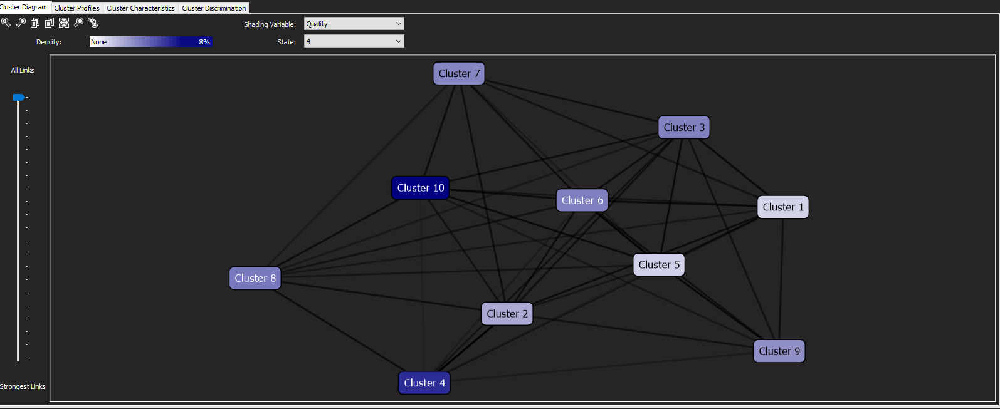 Cluster Diagram Cluster Profiles Cluster Characteristics Cluster Discrimination
Shading Variable: Quality
Density: None 8% State: 4
All Links
Cluster 7
Cluster 3
Cluster 10
Cluster 6
Cluster 1
Cluster 5
Cluster 8
Cluster 2
Cluster 9
Cluster 4
Strongest Links